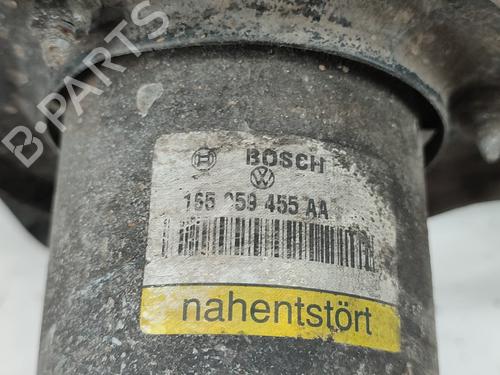 B-PARTS
BOSCH
165 959 455 AA
nahentstört